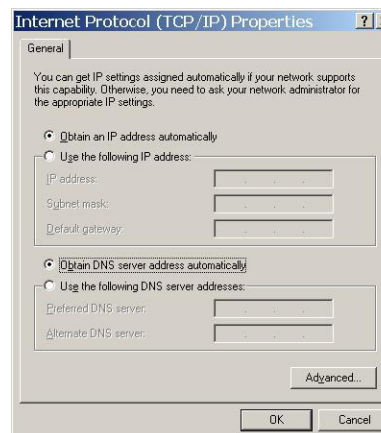 Internet Protocol (TCP/IP) Properties ?
General
You can get IP settings assigned automatically if your network supports
this capability. Otherwise, you need to ask your network administrator for
the appropriate IP settings.
Obtain an IP address automatically
Use the following IP address:
IP address:
Subnet mask:
Default gateway:
Obtain DNS server address automatically
Use the following DNS server addresses:
Preferred DNS server:
Alternate DNS server:
Advanced...
OK Cancel